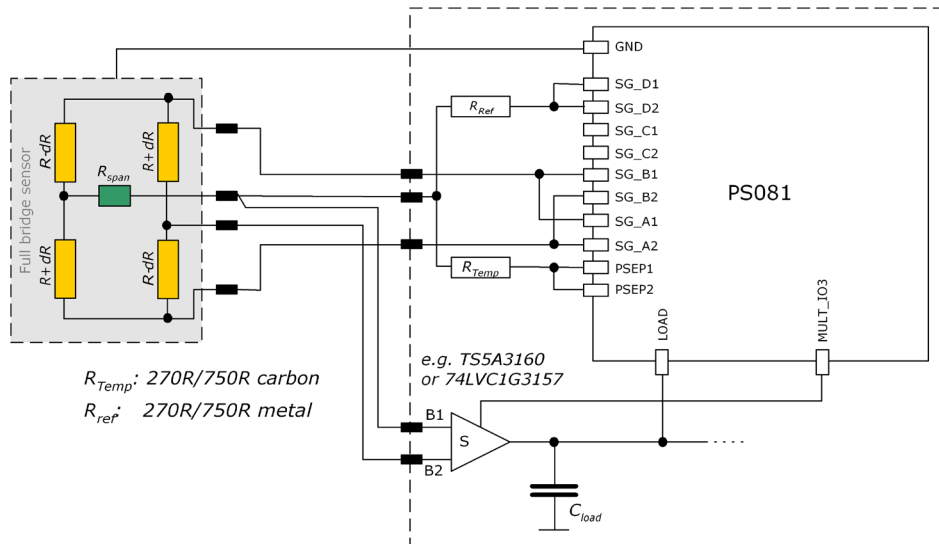 Full bridge sensor
R-dR
R+dR
R_span
R+dR
R-dR
R_Temp: 270R/750R carbon
R_ref: 270R/750R metal
R_Ref
R_Temp
GND
SG_D1
SG_D2
SG_C1
SG_C2
SG_B1
SG_B2
SG_A1
SG_A2
PSEP1
PSEP2
PS081
LOAD
MULT_IO3
e.g. TS5A3160
or 74LVC1G3157
B1
S
B2
C_load